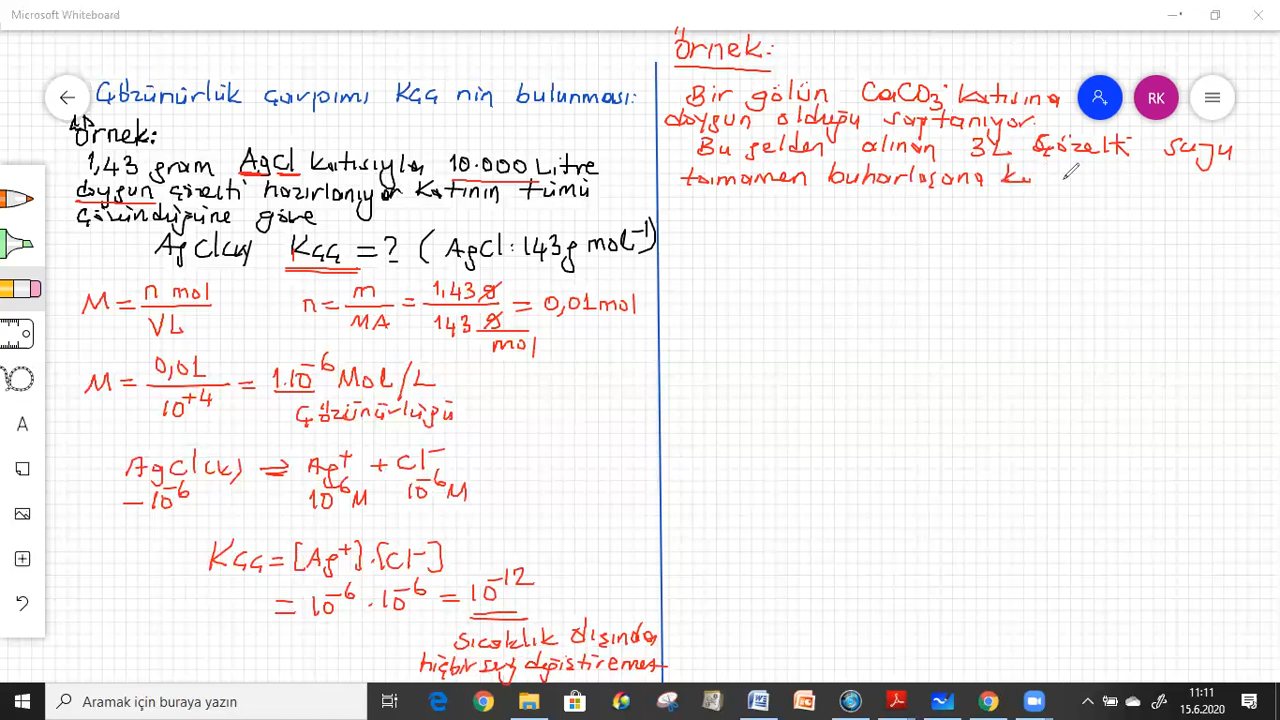 Microsoft Whiteboard
Çözünürlük çarpımı Kçç nin bulunması:
Örnek:
1,43 gram AgCl katısıyla 10.000 Litre
doygun çözelti hazırlanıyor Katının tümü
çözündüğüne göre
AgCl(k) Kçç = ? (AgCl : 143 g mol⁻¹)
M = n mol / VL n = m / MA = 1,43 g / 143 g/mol = 0,01 mol
M = 0,01 / 10⁺⁴ = 1.10⁻⁶ Mol/L
Çözünürlüğü
AgCl(k) ⇌ Ag⁺ + Cl⁻
-10⁻⁶ 10⁻⁶M 10⁻⁶M
Kçç = [Ag⁺].[Cl⁻]
= 10⁻⁶ . 10⁻⁶ = 10⁻¹²
Sıcaklık dışında
hiçbir şey değiştiremez
Örnek:
Bir gölün CaCO₃ katısına
doygun olduğu saptanıyor.
Bu gölden alınan 3L çözelti suyu
tamamen buharlaşana ka
RK
A
Aramak için buraya yazın
11:11
15.6.2020